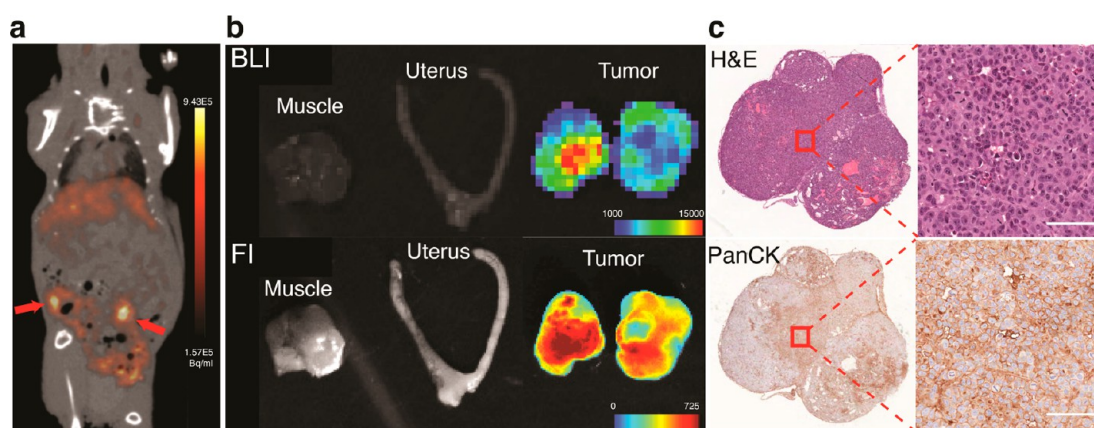 a
9.43E5
1.57E5
Bq/ml
b
BLI
Muscle
Uterus
Tumor
1000
15000
FI
Muscle
Uterus
Tumor
0
725
c
H&E
PanCK